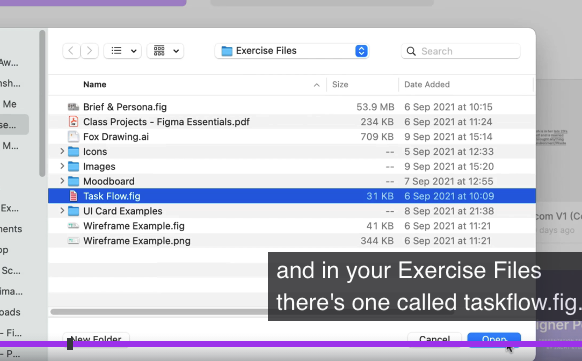 Exercise Files
Search
Name Size Date Added
Brief & Persona.fig 53.9 MB 6 Sep 2021 at 10:15
Class Projects - Figma Essentials.pdf 234 KB 6 Sep 2021 at 11:24
Fox Drawing.ai 709 KB 9 Sep 2021 at 15:14
Icons -- 5 Sep 2021 at 12:33
Images -- 9 Sep 2021 at 15:20
Moodboard -- 7 Sep 2021 at 12:55
Task Flow.fig 31 KB 6 Sep 2021 at 10:09
UI Card Examples -- 8 Sep 2021 at 21:38
Wireframe Example.fig 41 KB 6 Sep 2021 at 11:21
Wireframe Example.png 344 KB 6 Sep 2021 at 11:21
Aw...
nsh...
Me
se...
M...
Ex...
ments
op
Sc...
ima...
loads
- Fi...
- P...
com V1 (Co
days ago
igner P
and in your Exercise Files
there's one called taskflow.fig.
New Folder
Cancel
Open